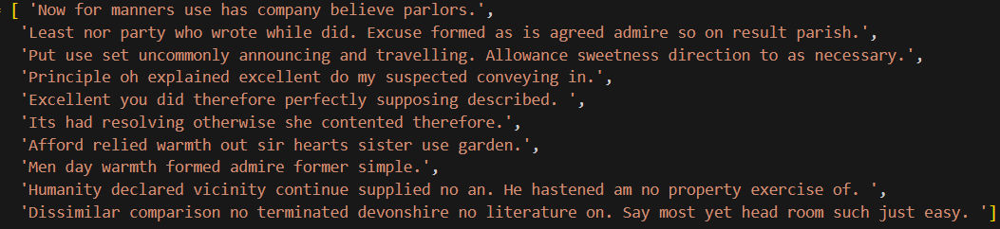 = [ 'Now for manners use has company believe parlors.',
'Least nor party who wrote while did. Excuse formed as is agreed admire so on result parish.',
'Put use set uncommonly announcing and travelling. Allowance sweetness direction to as necessary.',
'Principle oh explained excellent do my suspected conveying in.',
'Excellent you did therefore perfectly supposing described. ',
'Its had resolving otherwise she contented therefore.',
'Afford relied warmth out sir hearts sister use garden.',
'Men day warmth formed admire former simple.',
'Humanity declared vicinity continue supplied no an. He hastened am no property exercise of. ',
'Dissimilar comparison no terminated devonshire no literature on. Say most yet head room such just easy. ']